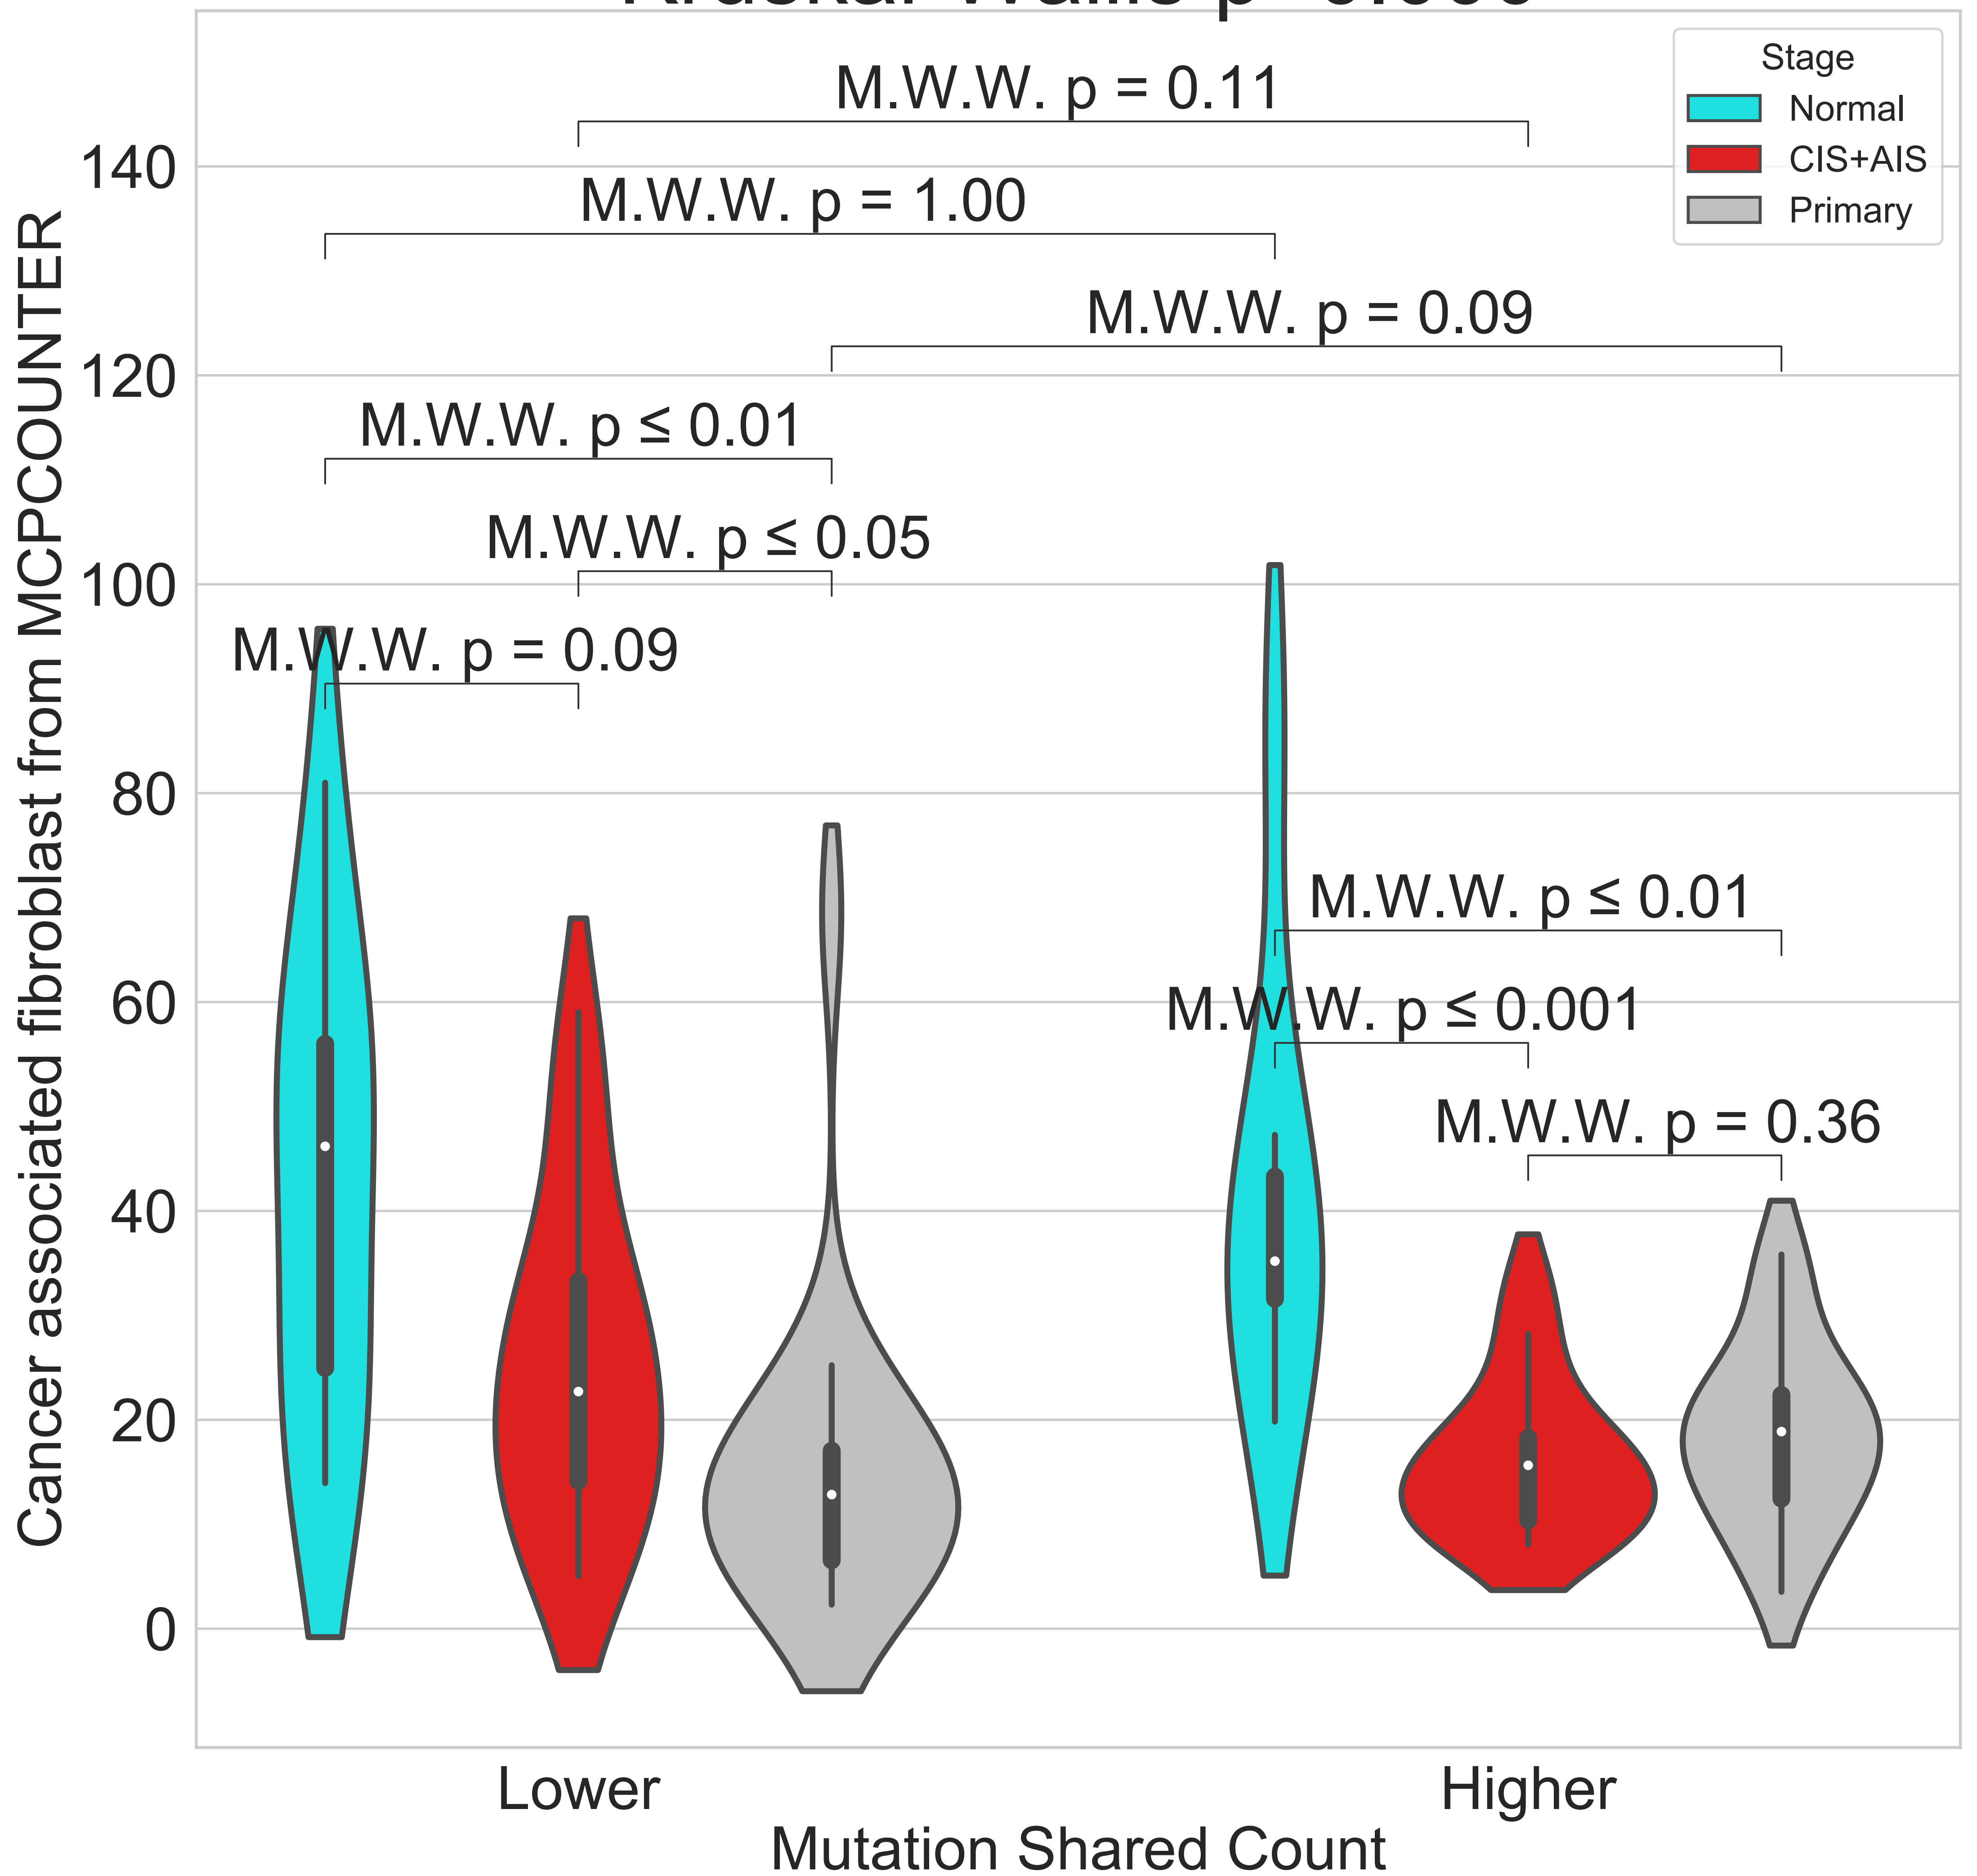 M.W.W. p = 0.11
M.W.W. p = 1.00
M.W.W. p = 0.09
M.W.W. p ≤ 0.01
M.W.W. p ≤ 0.05
M.W.W. p = 0.09
M.W.W. p ≤ 0.01
M.W.W. p ≤ 0.001
M.W.W. p = 0.36
Stage
Normal
CIS+AIS
Primary
Cancer associated fibroblast from MCPCOUNTER
140
120
100
80
60
40
20
0
Lower
Higher
Mutation Shared Count